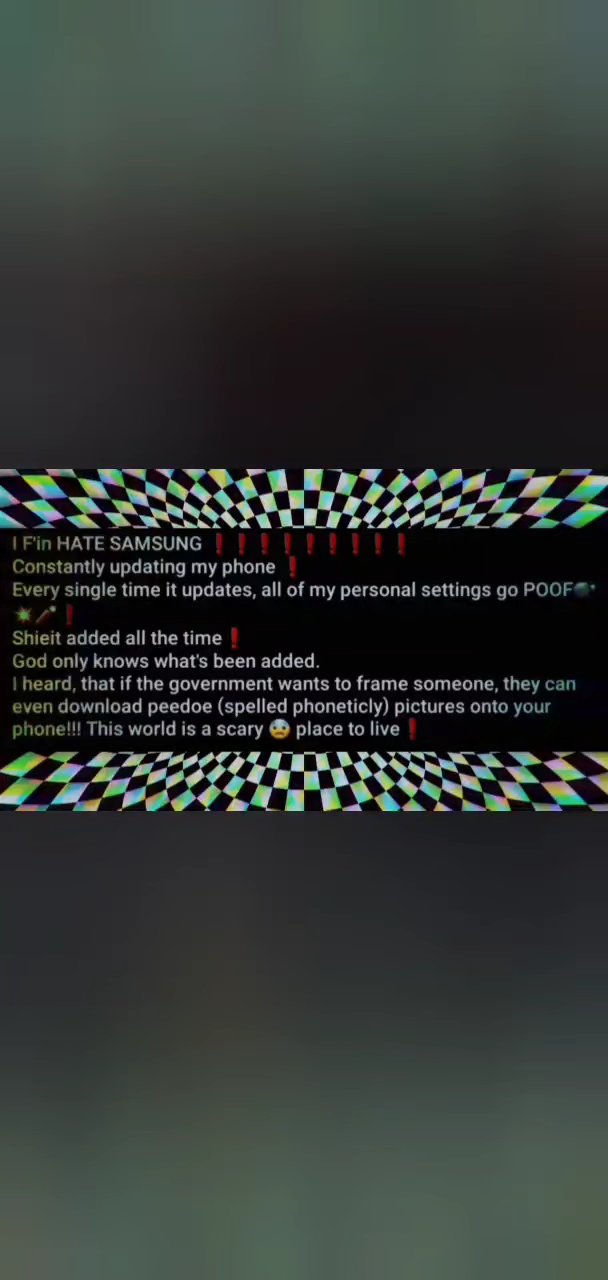 I F'in HATE SAMSUNG❗❗❗❗❗❗❗❗❗
Constantly updating my phone❗
Every single time it updates, all of my personal settings go POOF💨
💥🪄❗
Shieit added all the time❗
God only knows what's been added.
I heard, that if the government wants to frame someone, they can
even download peedoe (spelled phoneticly) pictures onto your
phone!!! This world is a scary 😨 place to live❗